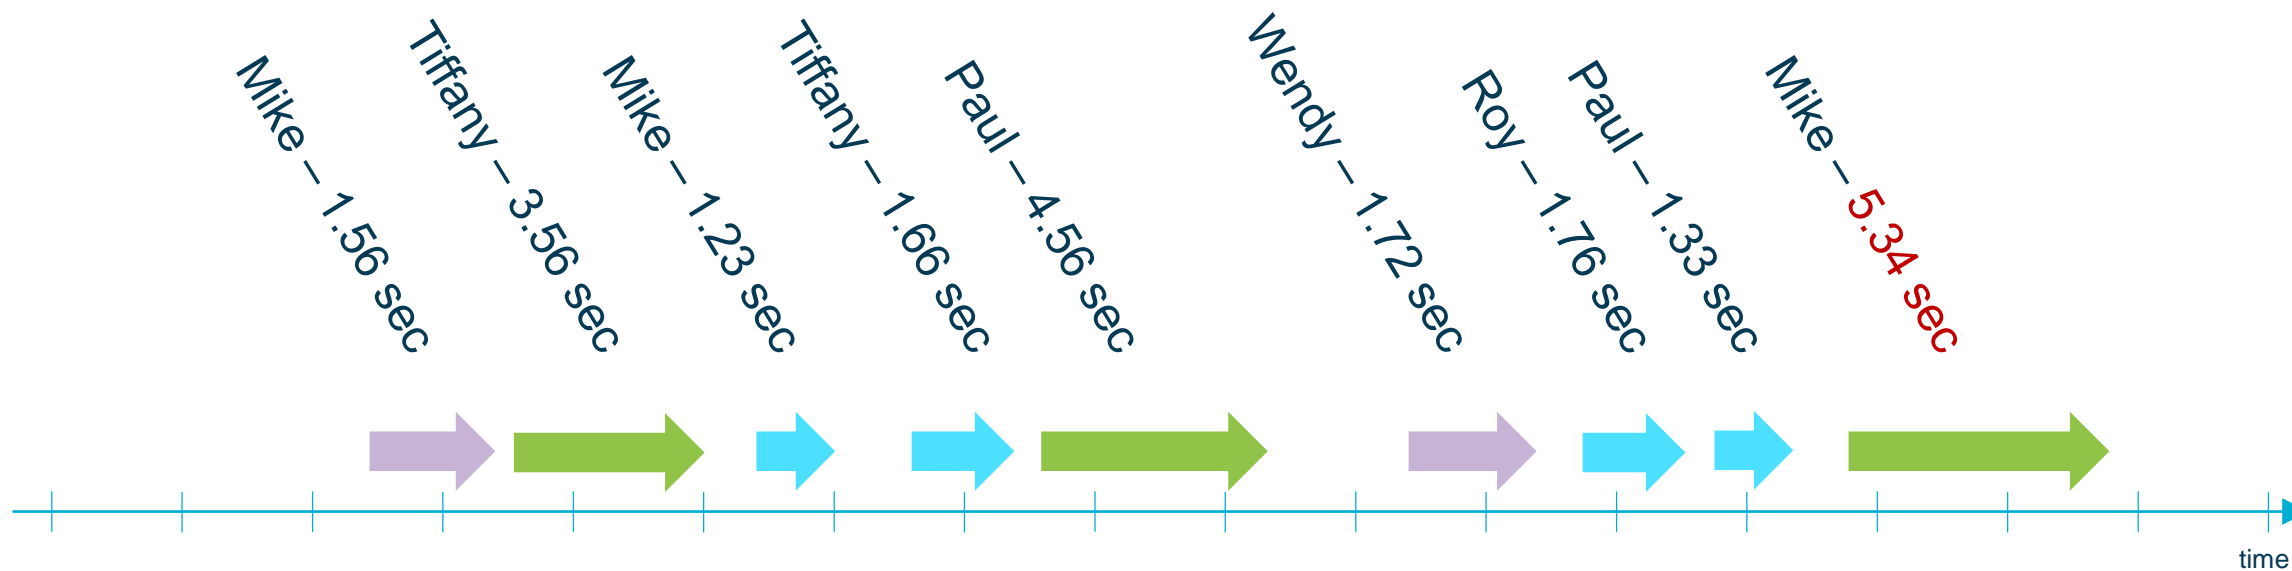 Mike – 1.56 sec
Tiffany – 3.56 sec
Mike – 1.23 sec
Tiffany – 1.66 sec
Paul – 4.56 sec
Wendy – 1.72 sec
Roy – 1.76 sec
Paul – 1.33 sec
Mike – 5.34 sec
time